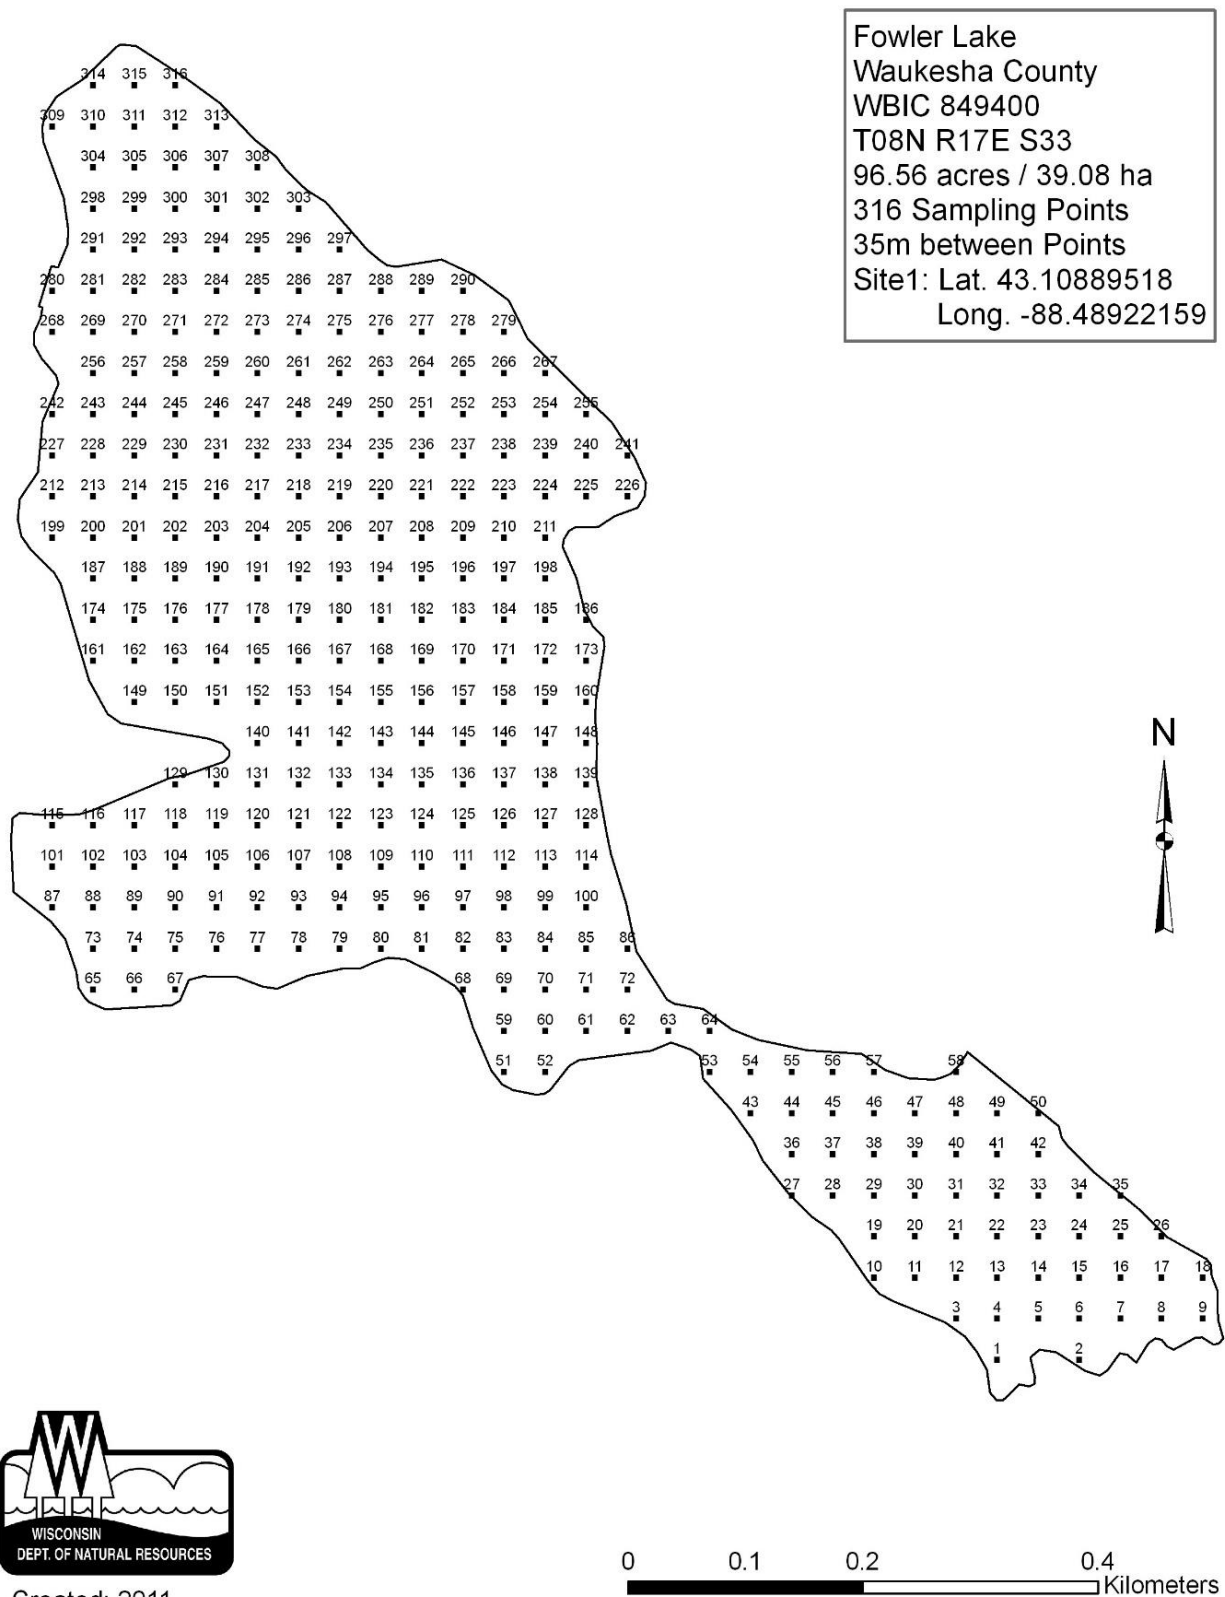 Fowler Lake
Waukesha County
WBIC 849400
T08N R17E S33
96.56 acres / 39.08 ha
316 Sampling Points
35m between Points
Site1: Lat. 43.10889518
Long. -88.48922159
314 315 316
309 310 311 312 313
304 305 306 307 308
298 299 300 301 302 303
291 292 293 294 295 296 297
280 281 282 283 284 285 286 287 288 289 290
268 269 270 271 272 273 274 275 276 277 278 279
256 257 258 259 260 261 262 263 264 265 266 267
242 243 244 245 246 247 248 249 250 251 252 253 254 255
227 228 229 230 231 232 233 234 235 236 237 238 239 240 241
212 213 214 215 216 217 218 219 220 221 222 223 224 225 226
199 200 201 202 203 204 205 206 207 208 209 210 211
187 188 189 190 191 192 193 194 195 196 197 198
174 175 176 177 178 179 180 181 182 183 184 185 186
161 162 163 164 165 166 167 168 169 170 171 172 173
149 150 151 152 153 154 155 156 157 158 159 160
140 141 142 143 144 145 146 147 148
N
129 130 131 132 133 134 135 136 137 138 139
115 116 117 118 119 120 121 122 123 124 125 126 127 128
101 102 103 104 105 106 107 108 109 110 111 112 113 114
87 88 89 90 91 92 93 94 95 96 97 98 99 100
73 74 75 76 77 78 79 80 81 82 83 84 85 86
65 66 67 68 69 70 71 72
59 60 61 62 63 64
51 52 53 54 55 56 57 58
43 44 45 46 47 48 49 50
36 37 38 39 40 41 42
27 28 29 30 31 32 33 34 35
19 20 21 22 23 24 25 26
10 11 12 13 14 15 16 17 18
3 4 5 6 7 8 9
1 2
W
WISCONSIN
DEPT. OF NATURAL RESOURCES
0 0.1 0.2 0.4
Kilometers
Created: 2011